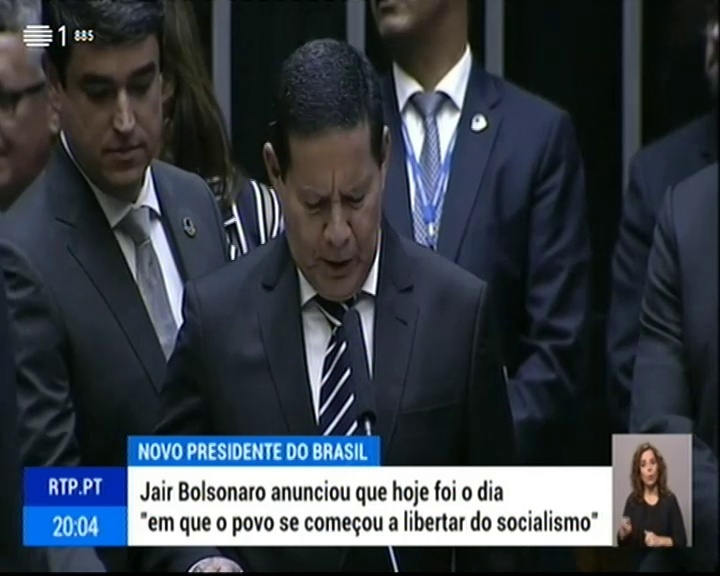 1 885
NOVO PRESIDENTE DO BRASIL
RTP.PT
Jair Bolsonaro anunciou que hoje foi o dia
20:04
"em que o povo se começou a libertar do socialismo"